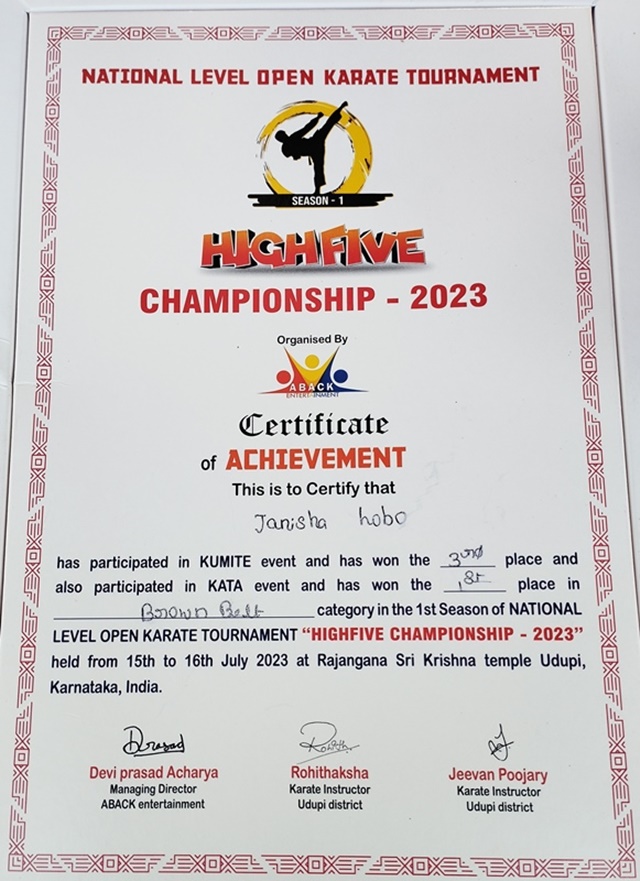 NATIONAL LEVEL OPEN KARATE TOURNAMENT
SEASON - 1
HIGHFIVE
CHAMPIONSHIP - 2023
Organised By
ABACK
ENTERTAINMENT
Certificate
of ACHIEVEMENT
This is to Certify that
Janisha Lobo
has participated in KUMITE event and has won the 3rd place and
also participated in KATA event and has won the 1st place in
Brown Belt category in the 1st Season of NATIONAL
LEVEL OPEN KARATE TOURNAMENT “HIGHFIVE CHAMPIONSHIP - 2023”
held from 15th to 16th July 2023 at Rajangana Sri Krishna temple Udupi,
Karnataka, India.
DPrasad Rohith
Devi prasad Acharya Rohithaksha Jeevan Poojary
Managing Director Karate Instructor Karate Instructor
ABACK entertainment Udupi district Udupi district